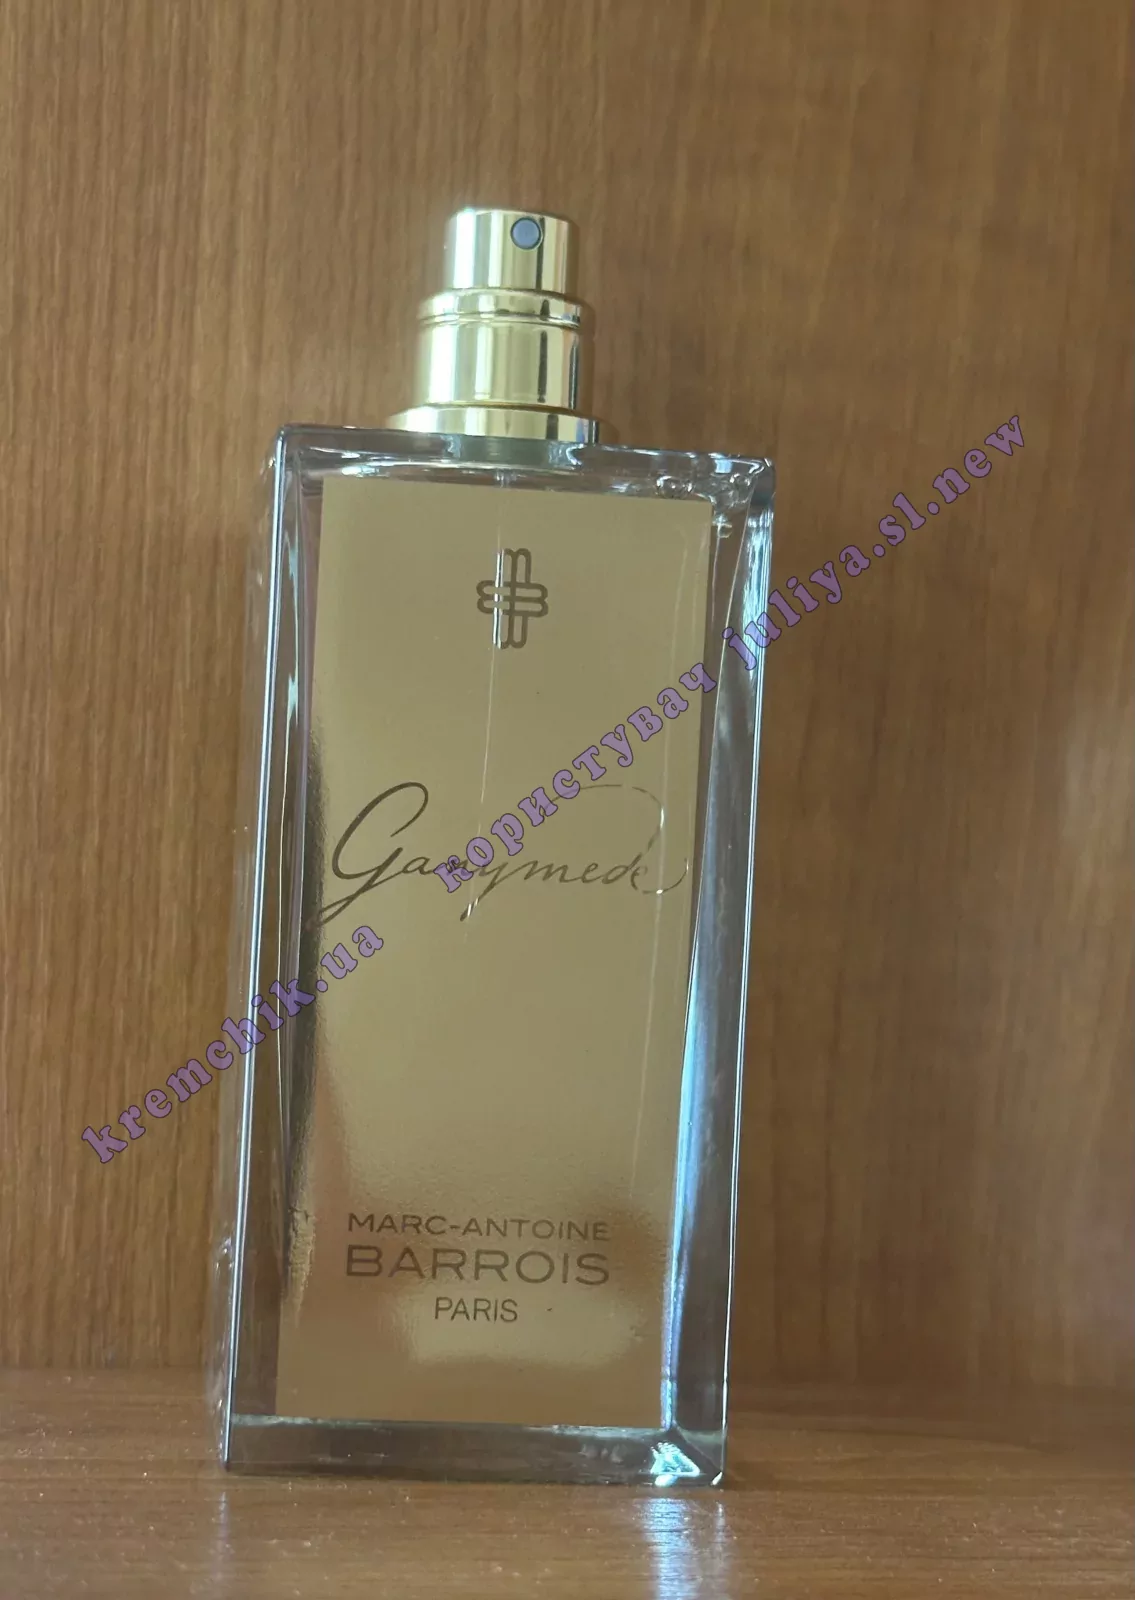 Ganymede
MARC-ANTOINE
BARROIS
PARIS
kremchik.ua користувач juliya.sl.new